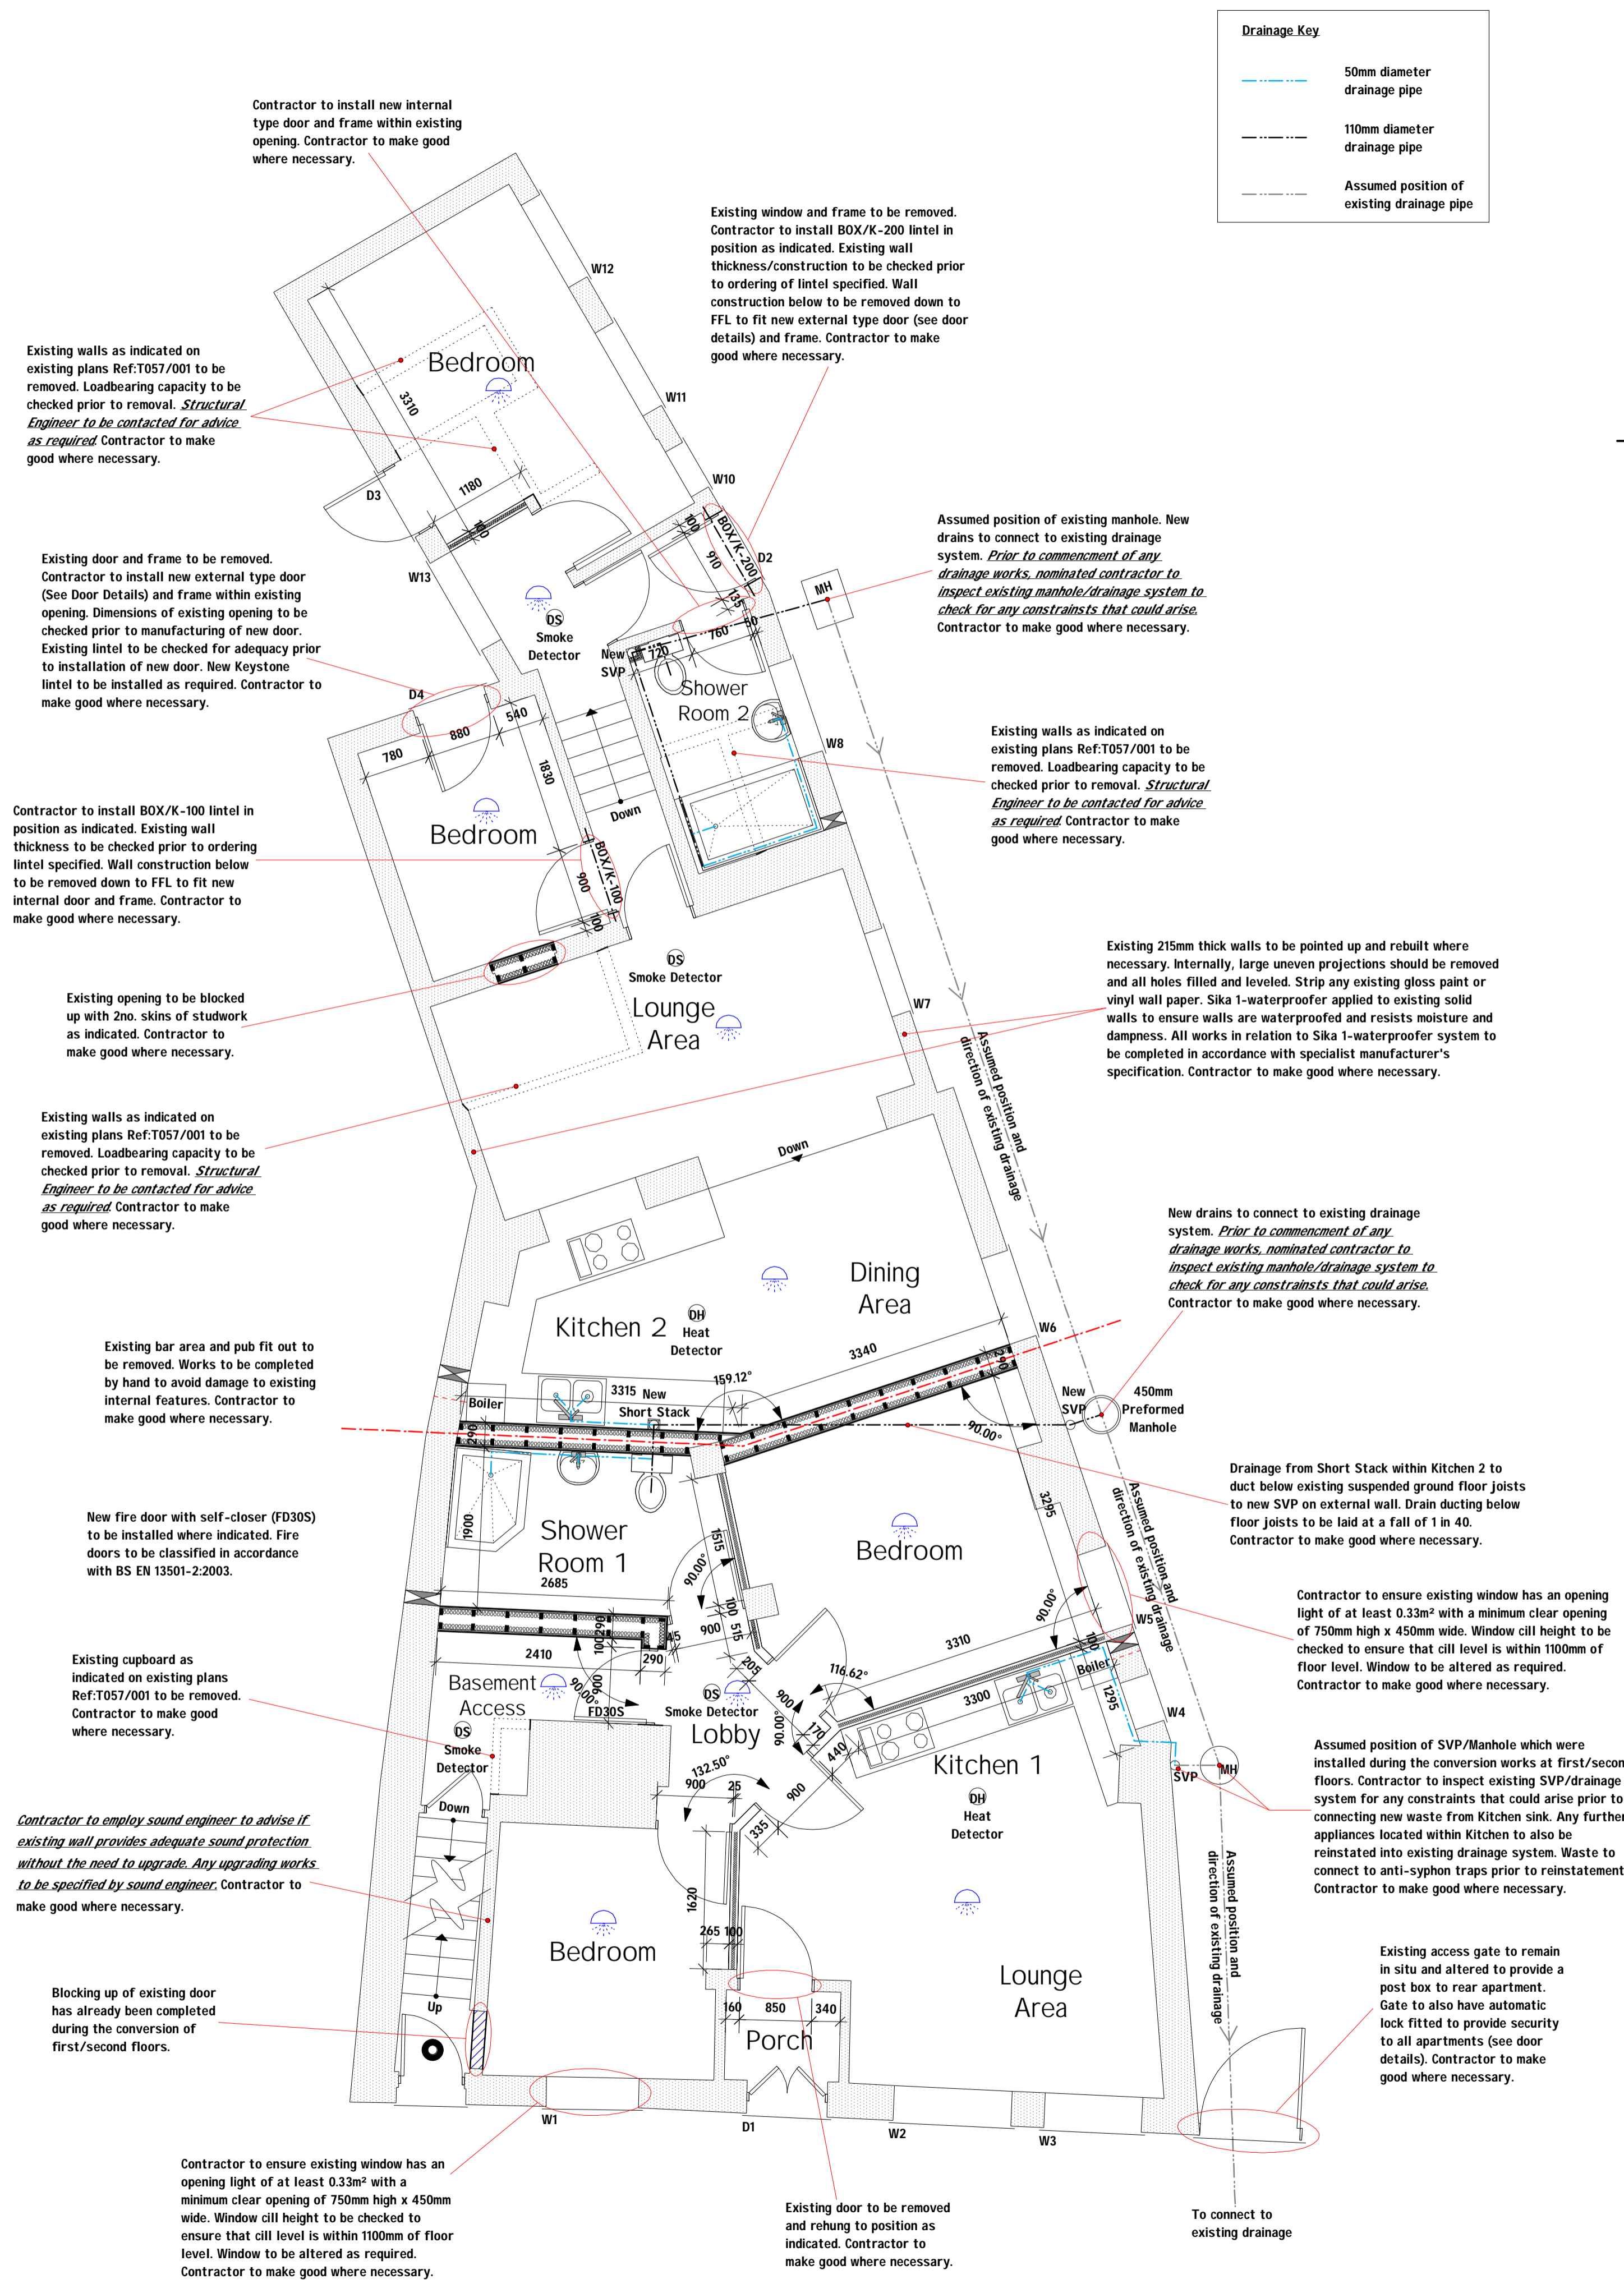 Drainage Key
50mm diameter
drainage pipe
110mm diameter
drainage pipe
Assumed position of
existing drainage pipe
Contractor to install new internal
type door and frame within existing
opening. Contractor to make good
where necessary.
Existing window and frame to be removed.
Contractor to install BOX/K-200 lintel in
position as indicated. Existing wall
thickness/construction to be checked prior
to ordering of lintel specified. Wall
construction below to be removed down to
FFL to fit new external type door (see door
details) and frame. Contractor to make
good where necessary.
W12
Existing walls as indicated on
existing plans Ref:T057/001 to be
removed. Loadbearing capacity to be
checked prior to removal. Structural
Engineer to be contacted for advice
as required. Contractor to make
good where necessary.
Bedroom
3310
W11
W10
1180
D3
100
100
BOX/K-200
910
D2
135
W13
Assumed position of existing manhole. New
drains to connect to existing drainage
system. Prior to commencment of any
drainage works, nominated contractor to
inspect existing manhole/drainage system to
check for any constrainsts that could arise.
Contractor to make good where necessary.
Existing door and frame to be removed.
Contractor to install new external type door
(See Door Details) and frame within existing
opening. Dimensions of existing opening to be
checked prior to manufacturing of new door.
Existing lintel to be checked for adequacy prior
to installation of new door. New Keystone
lintel to be installed as required. Contractor to
make good where necessary.
MH
DS
Smoke
Detector
New
SVP
720
760
50
Shower
Room 2
W8
D4
780
880
540
1830
Down
Existing walls as indicated on
existing plans Ref:T057/001 to be
removed. Loadbearing capacity to be
checked prior to removal. Structural
Engineer to be contacted for advice
as required. Contractor to make
good where necessary.
Contractor to install BOX/K-100 lintel in
position as indicated. Existing wall
thickness to be checked prior to ordering
lintel specified. Wall construction below
to be removed down to FFL to fit new
internal door and frame. Contractor to
make good where necessary.
Bedroom
BOX/K-100
900
100
DS
Smoke Detector
Lounge
Area
W7
Existing 215mm thick walls to be pointed up and rebuilt where
necessary. Internally, large uneven projections should be removed
and all holes filled and leveled. Strip any existing gloss paint or
vinyl wall paper. Sika 1-waterproofer applied to existing solid
walls to ensure walls are waterproofed and resists moisture and
dampness. All works in relation to Sika 1-waterproofer system to
be completed in accordance with specialist manufacturer's
specification. Contractor to make good where necessary.
Existing opening to be blocked
up with 2no. skins of studwork
as indicated. Contractor to
make good where necessary.
Assumed position and
direction of existing drainage
Existing walls as indicated on
existing plans Ref:T057/001 to be
removed. Loadbearing capacity to be
checked prior to removal. Structural
Engineer to be contacted for advice
as required. Contractor to make
good where necessary.
Down
New drains to connect to existing drainage
system. Prior to commencment of any
drainage works, nominated contractor to
inspect existing manhole/drainage system to
check for any constrainsts that could arise.
Contractor to make good where necessary.
Dining
Area
Kitchen 2
DH
Heat
Detector
W6
3340
290
Existing bar area and pub fit out to
be removed. Works to be completed
by hand to avoid damage to existing
internal features. Contractor to
make good where necessary.
159.12°
Boiler
3315
New
Short Stack
290
90.00°
New
SVP
450mm
Preformed
Manhole
Drainage from Short Stack within Kitchen 2 to
duct below existing suspended ground floor joists
to new SVP on external wall. Drain ducting below
floor joists to be laid at a fall of 1 in 40.
Contractor to make good where necessary.
Assumed position and
direction of existing drainage
New fire door with self-closer (FD30S)
to be installed where indicated. Fire
doors to be classified in accordance
with BS EN 13501-2:2003.
1900
Shower
Room 1
2685
1515
90.00°
Bedroom
3295
90.00°
W5
Contractor to ensure existing window has an opening
light of at least 0.33m² with a minimum clear opening
of 750mm high x 450mm wide. Window cill height to be
checked to ensure that cill level is within 1100mm of
floor level. Window to be altered as required.
Contractor to make good where necessary.
100
900
515
45
290
100
2410
290
900
205
3310
100
Boiler
116.62°
Existing cupboard as
indicated on existing plans
Ref:T057/001 to be removed.
Contractor to make good
where necessary.
Basement
Access
90.00°
FD30S
DS
Smoke Detector
Lobby
900
90.00°
170
440
3300
1295
W4
Kitchen 1
DS
Smoke
Detector
132.50°
900
25
900
335
DH
Heat
Detector
SVP
MH
Assumed position of SVP/Manhole which were
installed during the conversion works at first/secon
floors. Contractor to inspect existing SVP/drainage
system for any constraints that could arise prior to
connecting new waste from Kitchen sink. Any further
appliances located within Kitchen to also be
reinstated into existing drainage system. Waste to
connect to anti-syphon traps prior to reinstatement
Contractor to make good where necessary.
Down
Contractor to employ sound engineer to advise if
existing wall provides adequate sound protection
without the need to upgrade. Any upgrading works
to be specified by sound engineer. Contractor to
make good where necessary.
Assumed position and
direction of existing drainage
1620
265
100
Bedroom
Lounge
Area
Existing access gate to remain
in situ and altered to provide a
post box to rear apartment.
Gate to also have automatic
lock fitted to provide security
to all apartments (see door
details). Contractor to make
good where necessary.
Blocking up of existing door
has already been completed
during the conversion of
first/second floors.
Up
160
850
340
Porch
W1
D1
W2
W3
Contractor to ensure existing window has an
opening light of at least 0.33m² with a
minimum clear opening of 750mm high x 450mm
wide. Window cill height to be checked to
ensure that cill level is within 1100mm of floor
level. Window to be altered as required.
Contractor to make good where necessary.
Existing door to be removed
and rehung to position as
indicated. Contractor to
make good where necessary.
To connect to
existing drainage